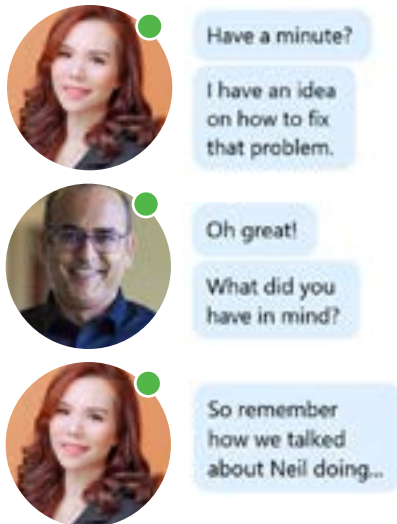 Have a minute?
I have an idea
on how to fix
that problem.
Oh great!
What did you
have in mind?
So remember
how we talked
about Neil doing...